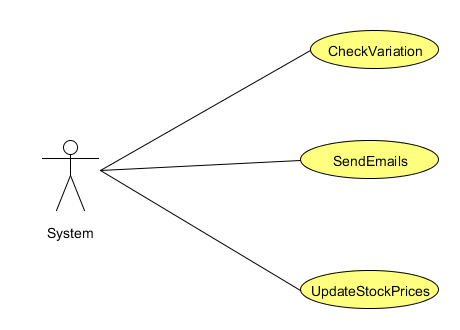 CheckVariation
SendEmails
System
UpdateStockPrices